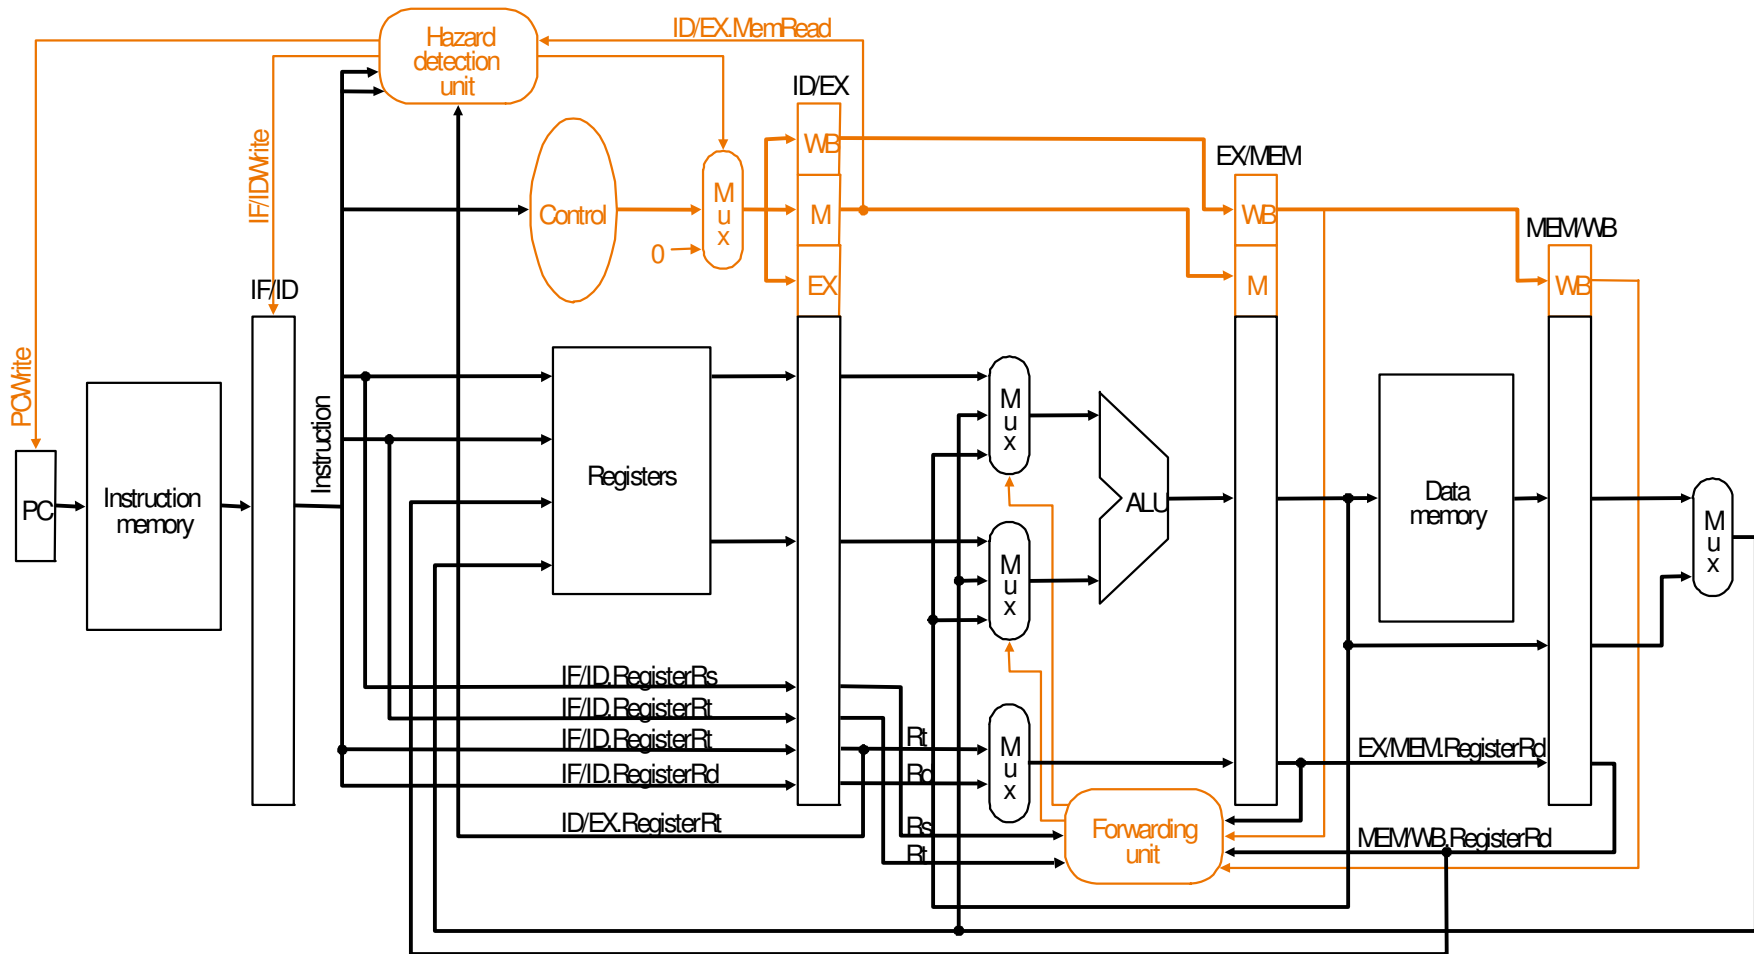 Hazard
detection
unit
ID/EX.MemRead
ID/EX
WB
M
EX
IF/IDWrite
Control
M
u
x
0
EX/MEM
WB
M
MEM/WB
WB
IF/ID
PCWrite
PC
Instruction
memory
Instruction
Registers
M
u
x
M
u
x
ALU
Data
memory
M
u
x
IF/ID.RegisterRs
IF/ID.RegisterRt
IF/ID.RegisterRt
IF/ID.RegisterRd
ID/EX.RegisterRt
Rt
Rd
Rs
Rt
M
u
x
Forwarding
unit
EX/MEM.RegisterRd
MEM/WB.RegisterRd